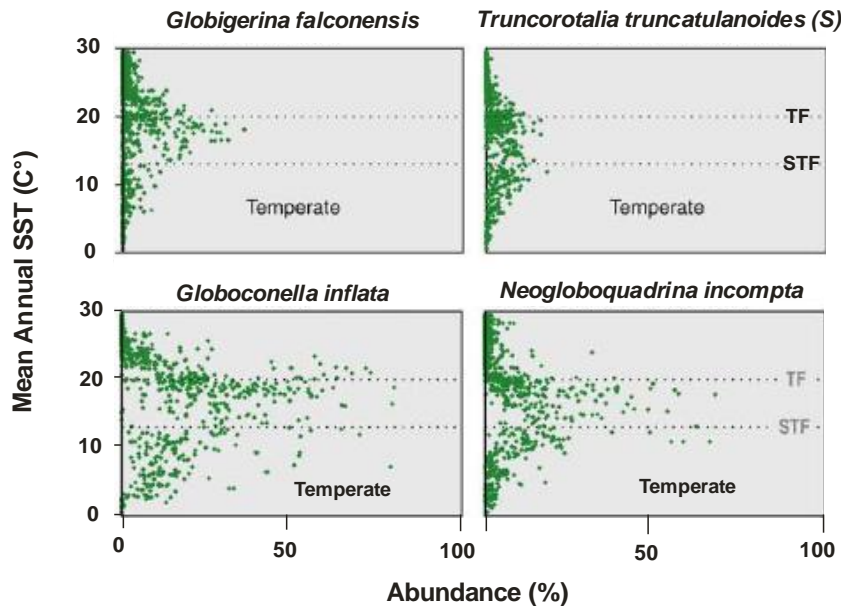 Globigerina falconensis
Truncorotalia truncatulanoides (S)
30
20
10
0
TF
STF
Temperate
Temperate
Mean Annual SST (C°)
Globoconella inflata
Neogloboquadrina incompta
30
20
10
0
TF
STF
Temperate
Temperate
0
50
100
50
100
Abundance (%)